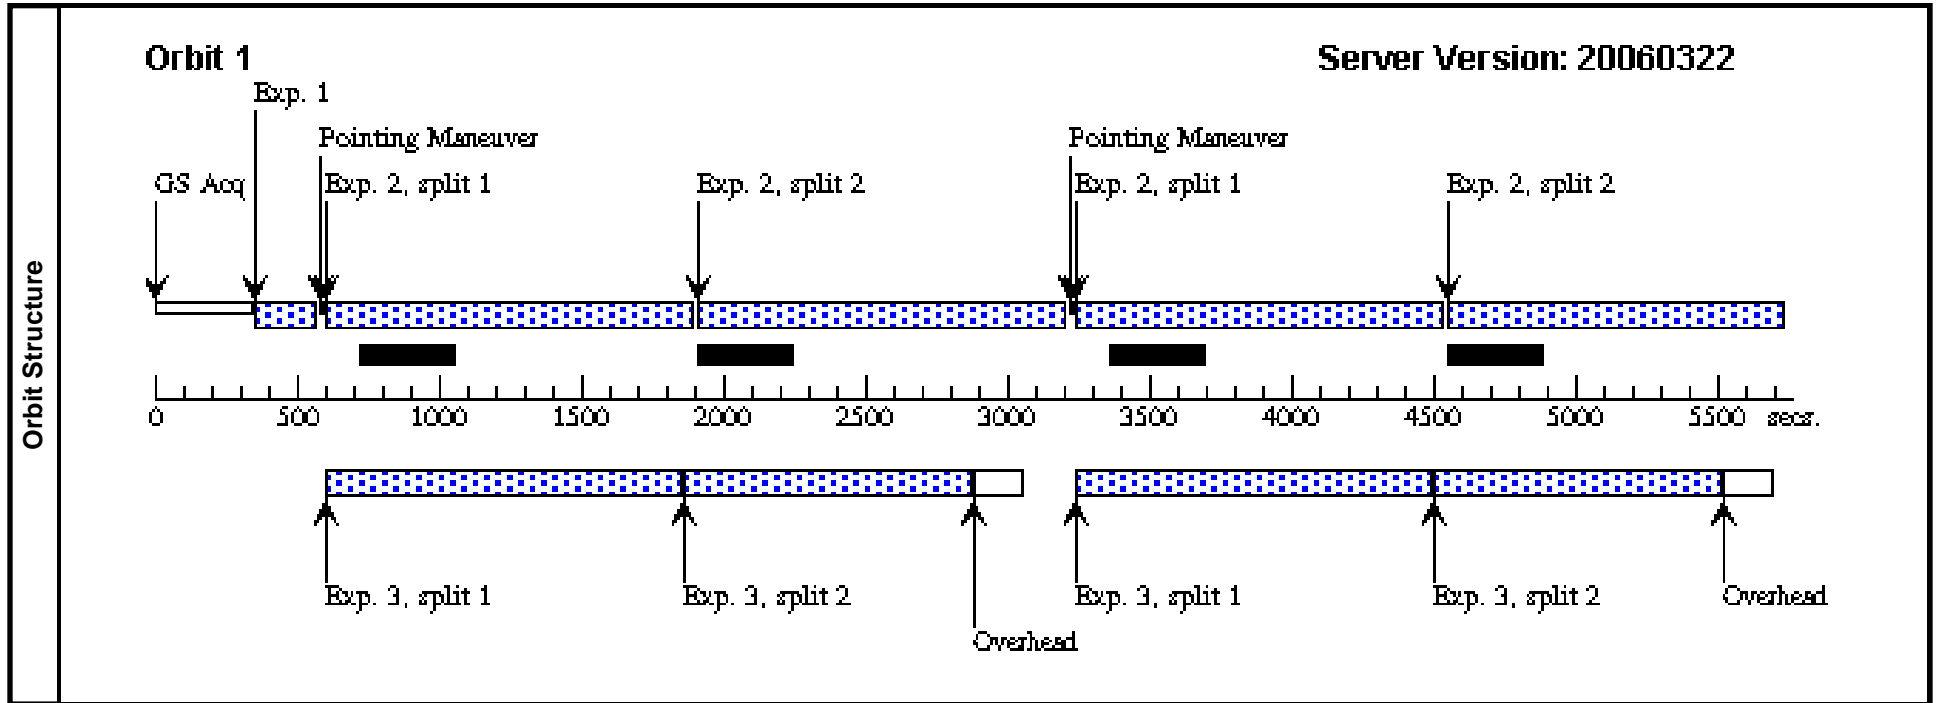 Orbit Structure
Orbit 1
Server Version: 20060322
Exp. 1
Pointing Maneuver
Pointing Maneuver
GS Acq
Exp. 2, split 1
Exp. 2, split 2
Exp. 2, split 1
Exp. 2, split 2
0 500 1000 1500 2000 2500 3000 3500 4000 4500 5000 5500 secs.
Exp. 3, split 1
Exp. 3, split 2
Exp. 3, split 1
Exp. 3, split 2
Overhead
Overhead